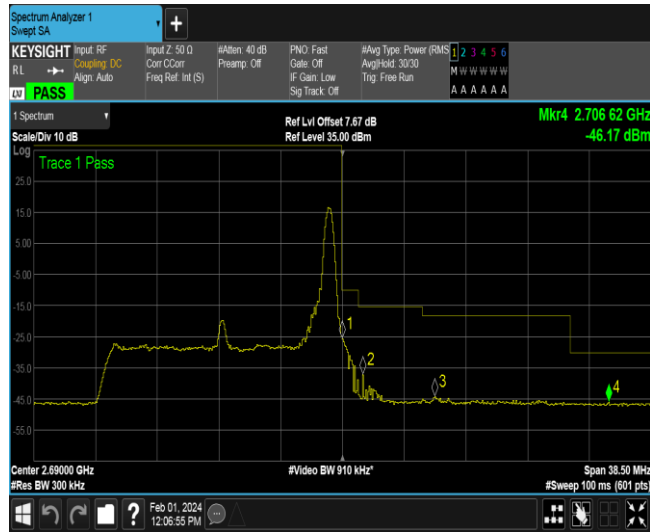 Spectrum Analyzer 1
Swept SA
+
KEYSIGHT
RL
LXI PASS
Input: RF
Coupling: DC
Align: Auto
Input Z: 50 Ω
Corr CCorr
Freq Ref: Int (S)
#Atten: 40 dB
Preamp: Off
PNO: Fast
Gate: Off
IF Gain: Low
Sig Track: Off
#Avg Type: Power (RMS
Avg|Hold: 30/30
Trig: Free Run
1 2 3 4 5 6
M W W W W W
A A A A A A
1 Spectrum
Scale/Div 10 dB
Ref Lvl Offset 7.67 dB
Ref Level 35.00 dBm
Mkr4 2.706 62 GHz
-46.17 dBm
Log
Trace 1 Pass
25.0
15.0
5.00
-5.00
-15.0
-25.0
-35.0
-45.0
-55.0
1
2
3
4
Center 2.69000 GHz
#Res BW 300 kHz
#Video BW 910 kHz*
Span 38.50 MHz
#Sweep 100 ms (601 pts)
?
Feb 01, 2024
12:06:55 PM